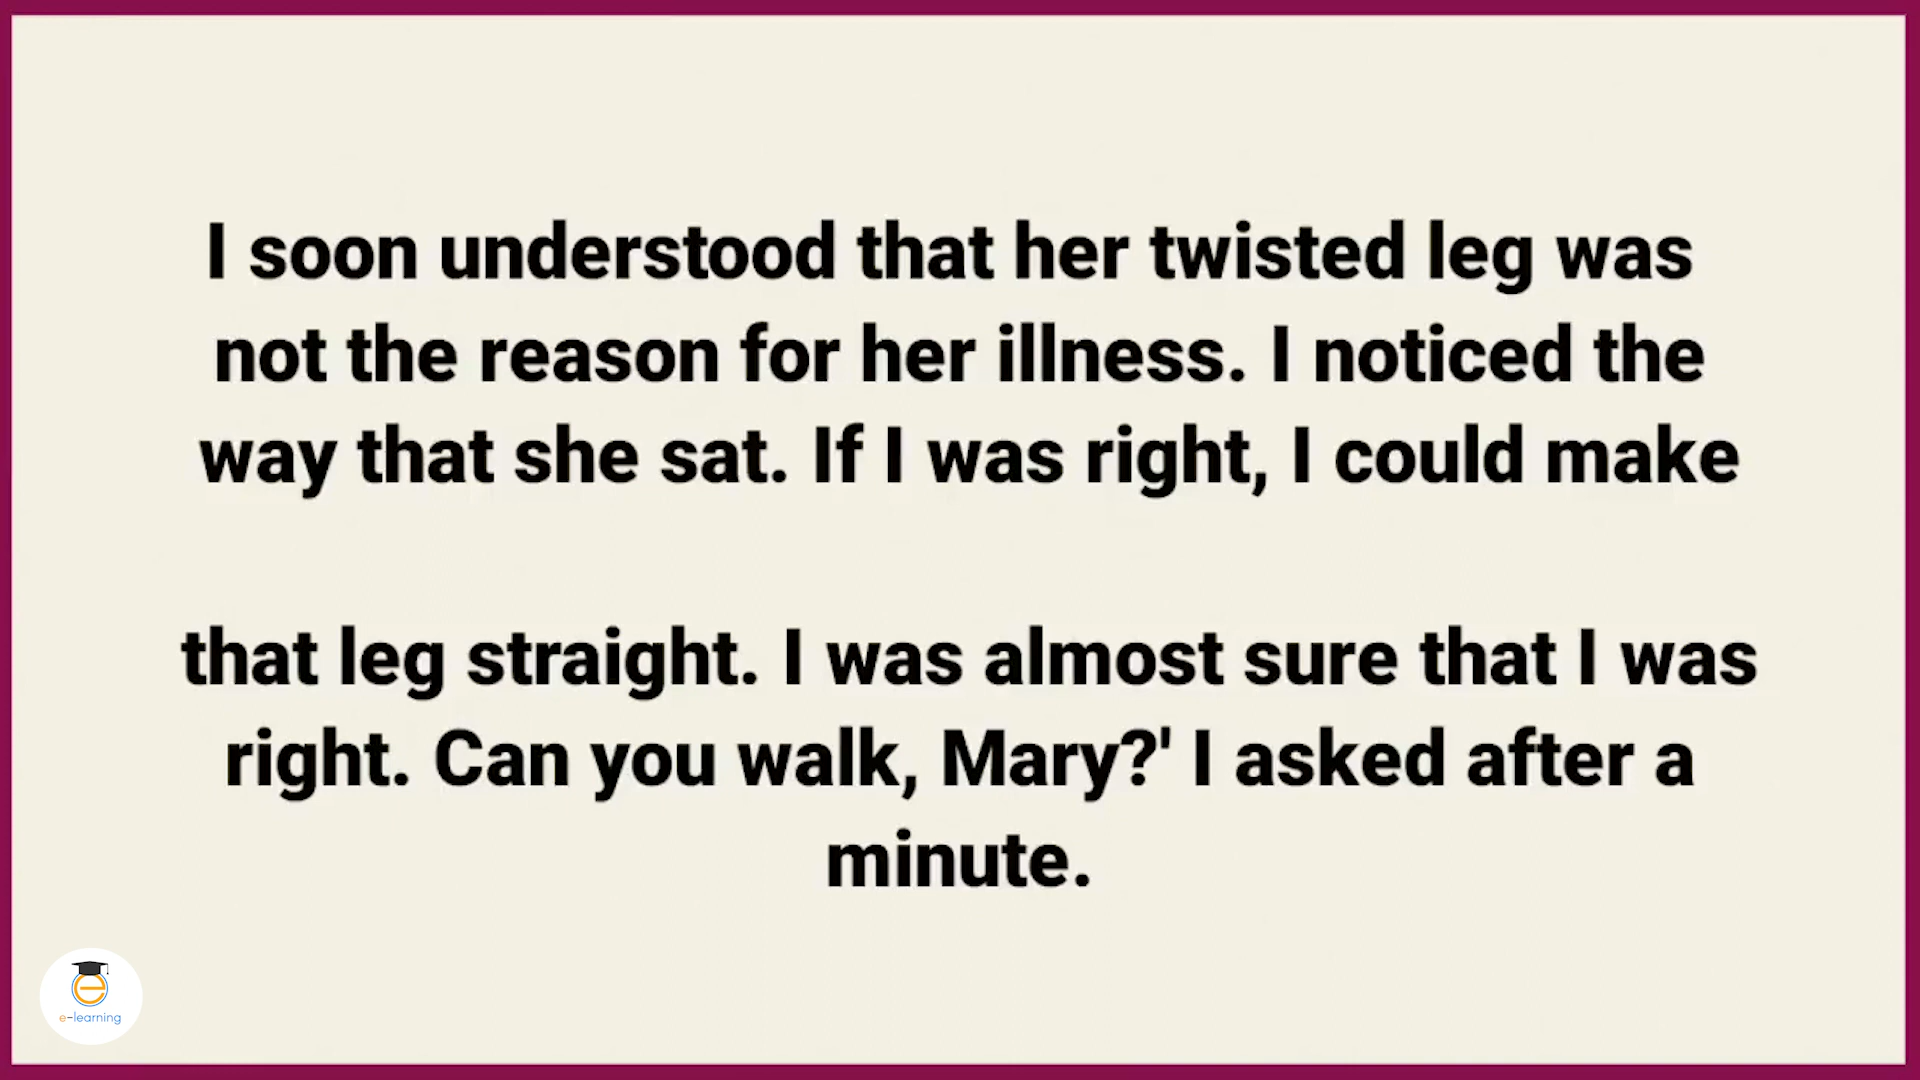 I soon understood that her twisted leg was
not the reason for her illness. I noticed the
way that she sat. If I was right, I could make
that leg straight. I was almost sure that I was
right. Can you walk, Mary?' I asked after a
minute.
e-learning